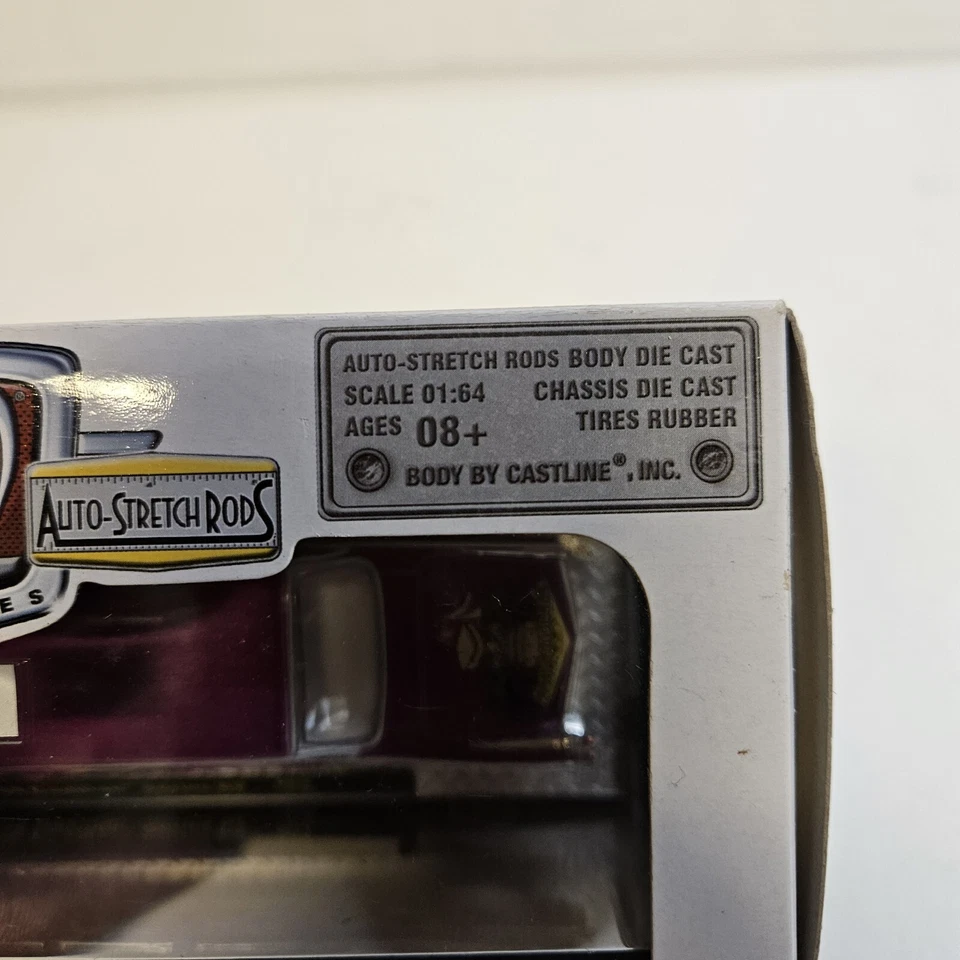 AUTO-STRETCH RODS BODY DIE CAST
SCALE 01:64 CHASSIS DIE CAST
AGES 08+ TIRES RUBBER
BODY BY CASTLINE®, INC.
AUTO-STRETCH RODS
ES